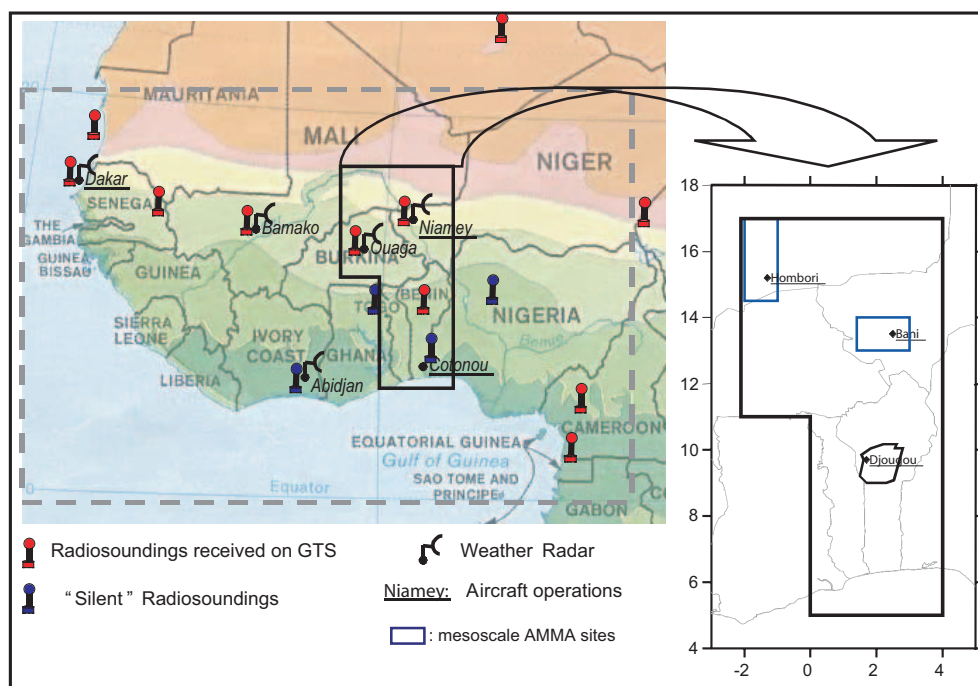 MAURITANIA
MALI
NIGER
20
Dakar
SENEGA
THE
GAMBIA
GUINEA
BISSAU
Bamako
Niamey
Ouaga
BURKINA
GUINEA
BENIN
TOGO
NIGERIA
SIERRA
LEONE
IVORY
COAST
GHANA
Benue
LIBERIA
Abidjan
Cotonou
CAMEROON
EQUATORIAL GUINEA
Gulf of Guinea
SAO TOME AND
PRINCIPE
0
Equator
GABON
CO
Radiosoundings received on GTS
Weather Radar
"Silent" Radiosoundings
Niamey: Aircraft operations
: mesoscale AMMA sites
18
16
14
12
10
8
6
4
-2 0 2 4
Hombori
Bani
Djougou